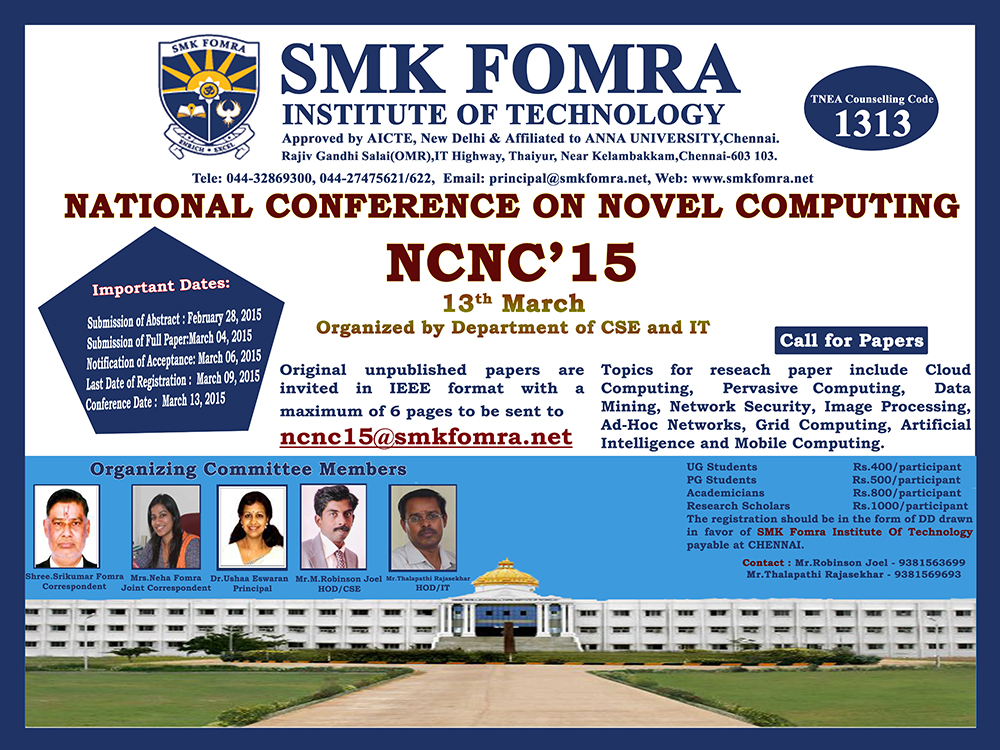 SMK FOMRA
ENRICH - EXCEL
SMK FOMRA
INSTITUTE OF TECHNOLOGY
Approved by AICTE, New Delhi & Affiliated to ANNA UNIVERSITY,Chennai.
Rajiv Gandhi Salai(OMR),IT Highway, Thaiyur, Near Kelambakkam,Chennai-603 103.
TNEA Counselling Code
1313
Tele: 044-32869300, 044-27475621/622, Email: principal@smkfomra.net, Web: www.smkfomra.net
NATIONAL CONFERENCE ON NOVEL COMPUTING
NCNC'15
13th March
Organized by Department of CSE and IT
Important Dates:
Submission of Abstract : February 28, 2015
Submission of Full Paper:March 04, 2015
Notification of Acceptance: March 06, 2015
Last Date of Registration : March 09, 2015
Conference Date : March 13, 2015
Original unpublished papers are
invited in IEEE format with a
maximum of 6 pages to be sent to
ncnc15@smkfomra.net
Call for Papers
Topics for reseach paper include Cloud
Computing, Pervasive Computing, Data
Mining, Network Security, Image Processing,
Ad-Hoc Networks, Grid Computing, Artificial
Intelligence and Mobile Computing.
Organizing Committee Members
Shree.Srikumar Fomra
Correspondent
Mrs.Neha Fomra
Joint Correspondent
Dr.Ushaa Eswaran
Principal
Mr.M.Robinson Joel
HOD/CSE
Mr.Thalapathi Rajasekhar
HOD/IT
UG Students Rs.400/participant
PG Students Rs.500/participant
Academicians Rs.800/participant
Research Scholars Rs.1000/participant
The registration should be in the form of DD drawn
in favor of SMK Fomra Institute Of Technology
payable at CHENNAI.
Contact : Mr.Robinson Joel - 9381563699
Mr.Thalapathi Rajasekar - 9381569693